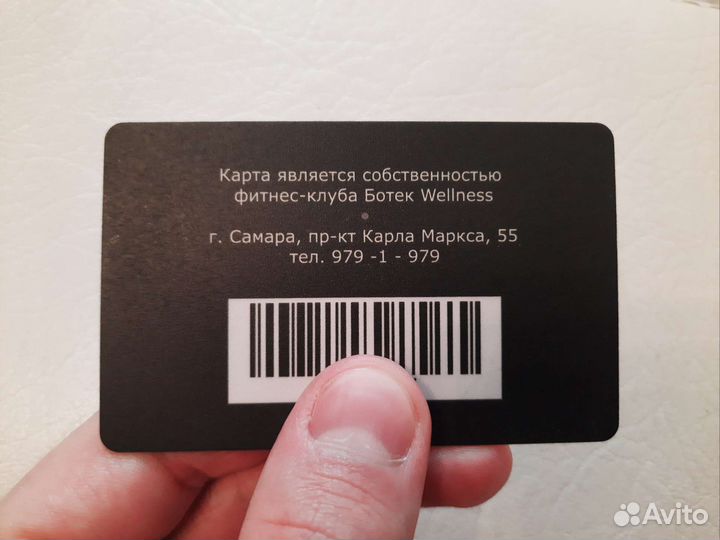 Карта является собственностью
фитнес-клуба Ботек Wellness
г. Самара, пр-кт Карла Маркса, 55
тел. 979 -1 - 979
Avito